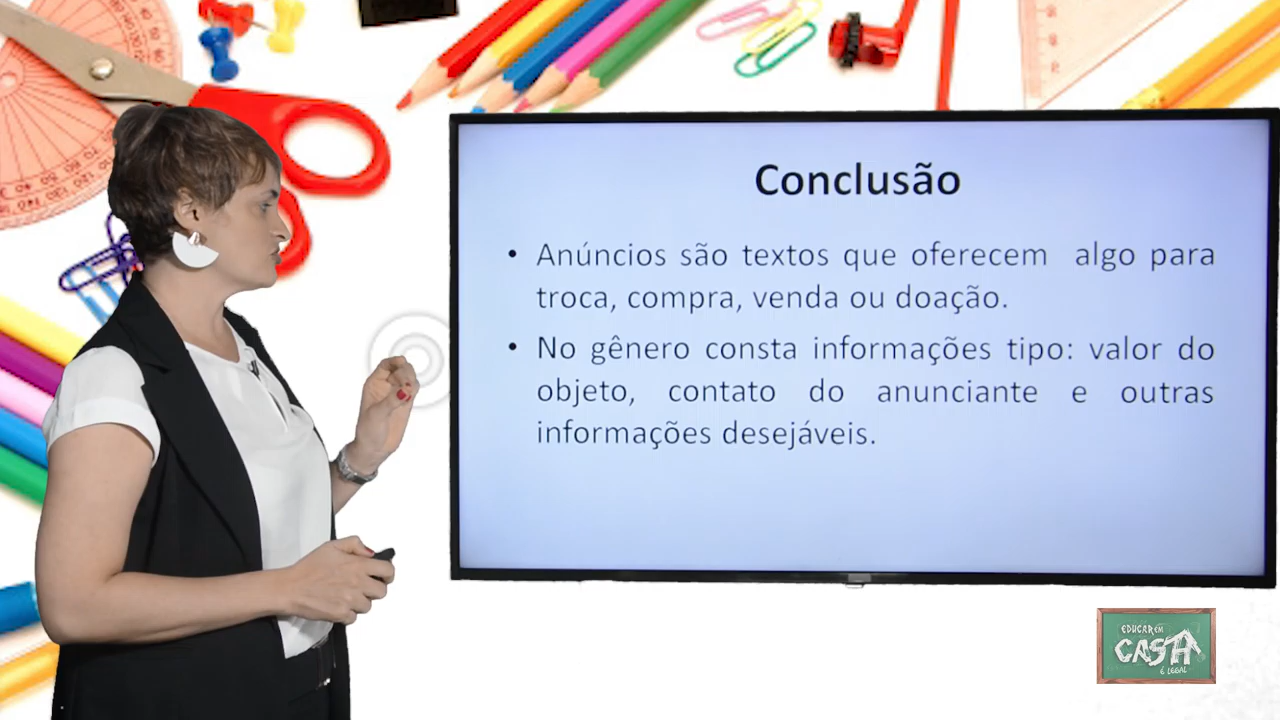 Conclusão
• Anúncios são textos que oferecem algo para
troca, compra, venda ou doação.
• No gênero consta informações tipo: valor do
objeto, contato do anunciante e outras
informações desejáveis.
EDUCAR EM
CASA
É LEGAL